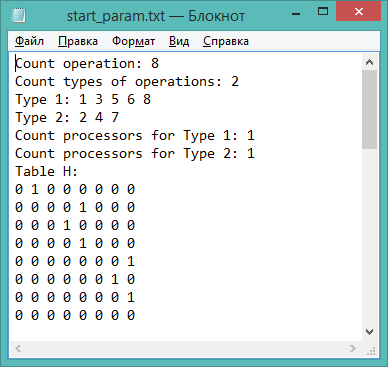 start_param.txt — Блокнот
Файл Правка Формат Вид Справка
Count operation: 8
Count types of operations: 2
Type 1: 1 3 5 6 8
Type 2: 2 4 7
Count processors for Type 1: 1
Count processors for Type 2: 1
Table H:
0 1 0 0 0 0 0 0
0 0 0 0 1 0 0 0
0 0 0 1 0 0 0 0
0 0 0 0 1 0 0 0
0 0 0 0 0 0 0 1
0 0 0 0 0 0 1 0
0 0 0 0 0 0 0 1
0 0 0 0 0 0 0 0